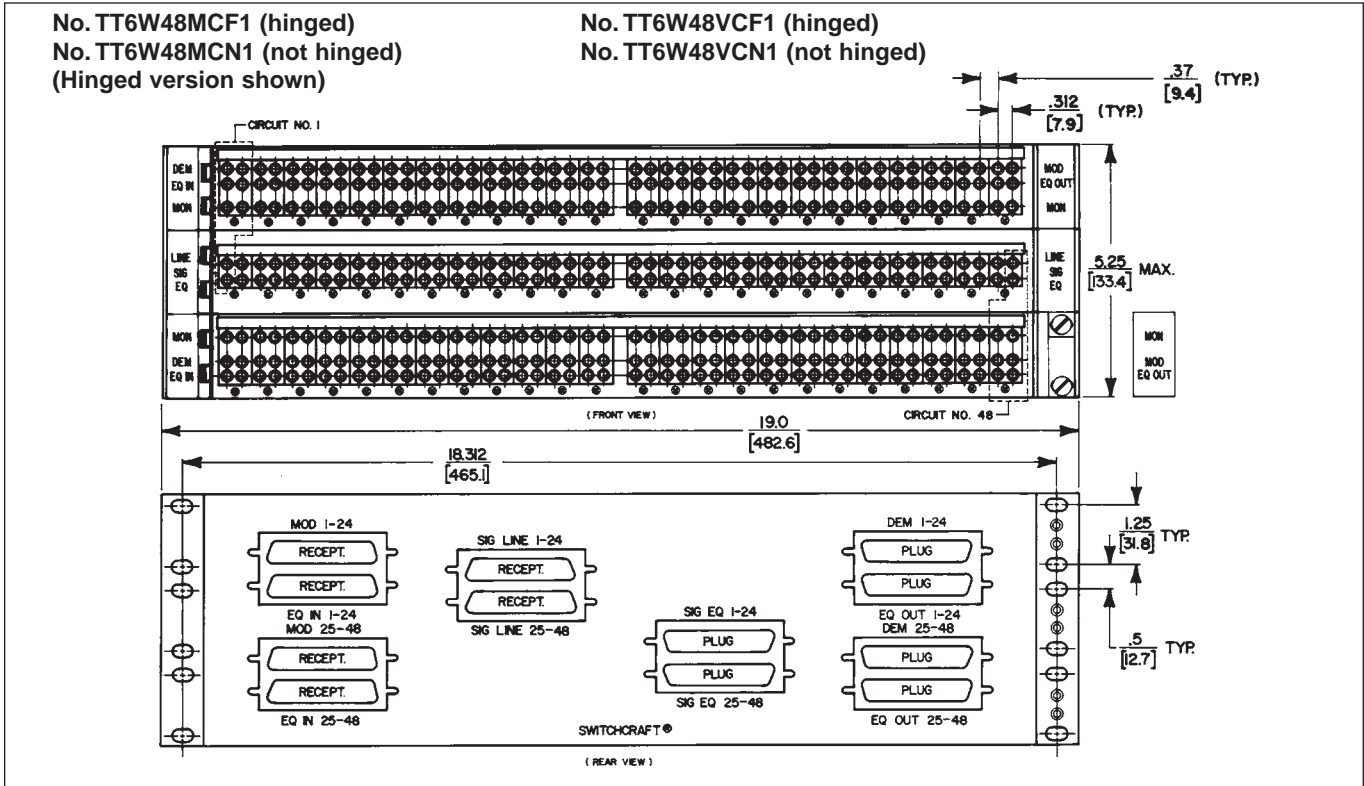 No. TT6W48MCF1 (hinged)
No. TT6W48MCN1 (not hinged)
(Hinged version shown)
No. TT6W48VCF1 (hinged)
No. TT6W48VCN1 (not hinged)
.37
[9.4]
(TYP.)
.312
[7.9]
(TYP.)
CIRCUIT NO. 1
DEM
EQ IN
MON
MOD
EQ OUT
MON
LINE
SIG
EQ
LINE
SIG
EQ
5.25
[133.4]
MAX.
MON
DEM
EQ IN
MON
MOD
EQ OUT
(FRONT VIEW)
CIRCUIT NO. 48
19.0
[482.6]
18.312
[465.1]
MOD 1-24
RECEPT.
RECEPT.
EQ IN 1-24
MOD 25-48
RECEPT.
RECEPT.
EQ IN 25-48
SIG LINE 1-24
RECEPT.
RECEPT.
SIG LINE 25-48
SIG EQ 1-24
PLUG
PLUG
SIG EQ 25-48
DEM 1-24
PLUG
PLUG
EQ OUT 1-24
DEM 25-48
PLUG
PLUG
EQ OUT 25-48
1.25
[31.8]
TYP.
.5
[12.7]
TYP.
SWITCHCRAFT®
(REAR VIEW)